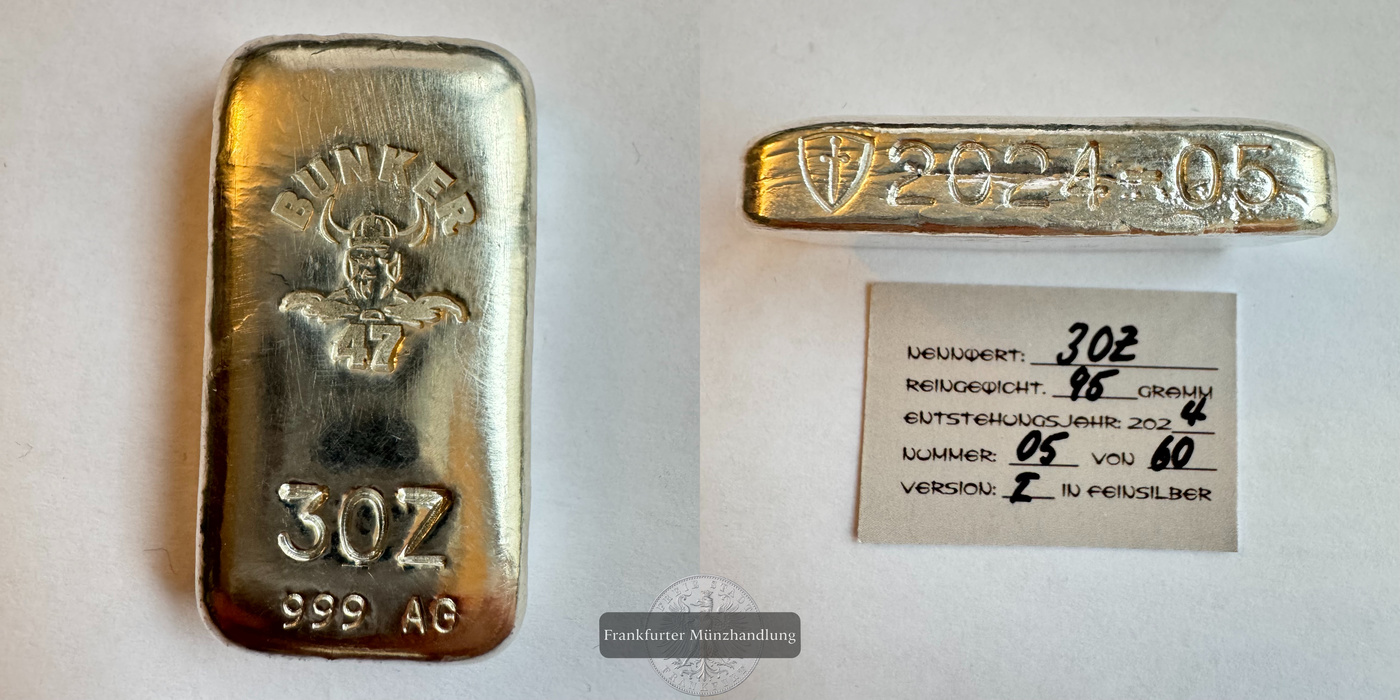 BUNKER
47
3OZ
999 AG
2024-05
NENNWERT: 3OZ
REINGEWICHT. 95 GRAMM
ENTSTEHUNGSJAHR: 2024
NUMMER: 05 VON 60
VERSION: I IN FEINSILBER
Frankfurter Münzhandlung